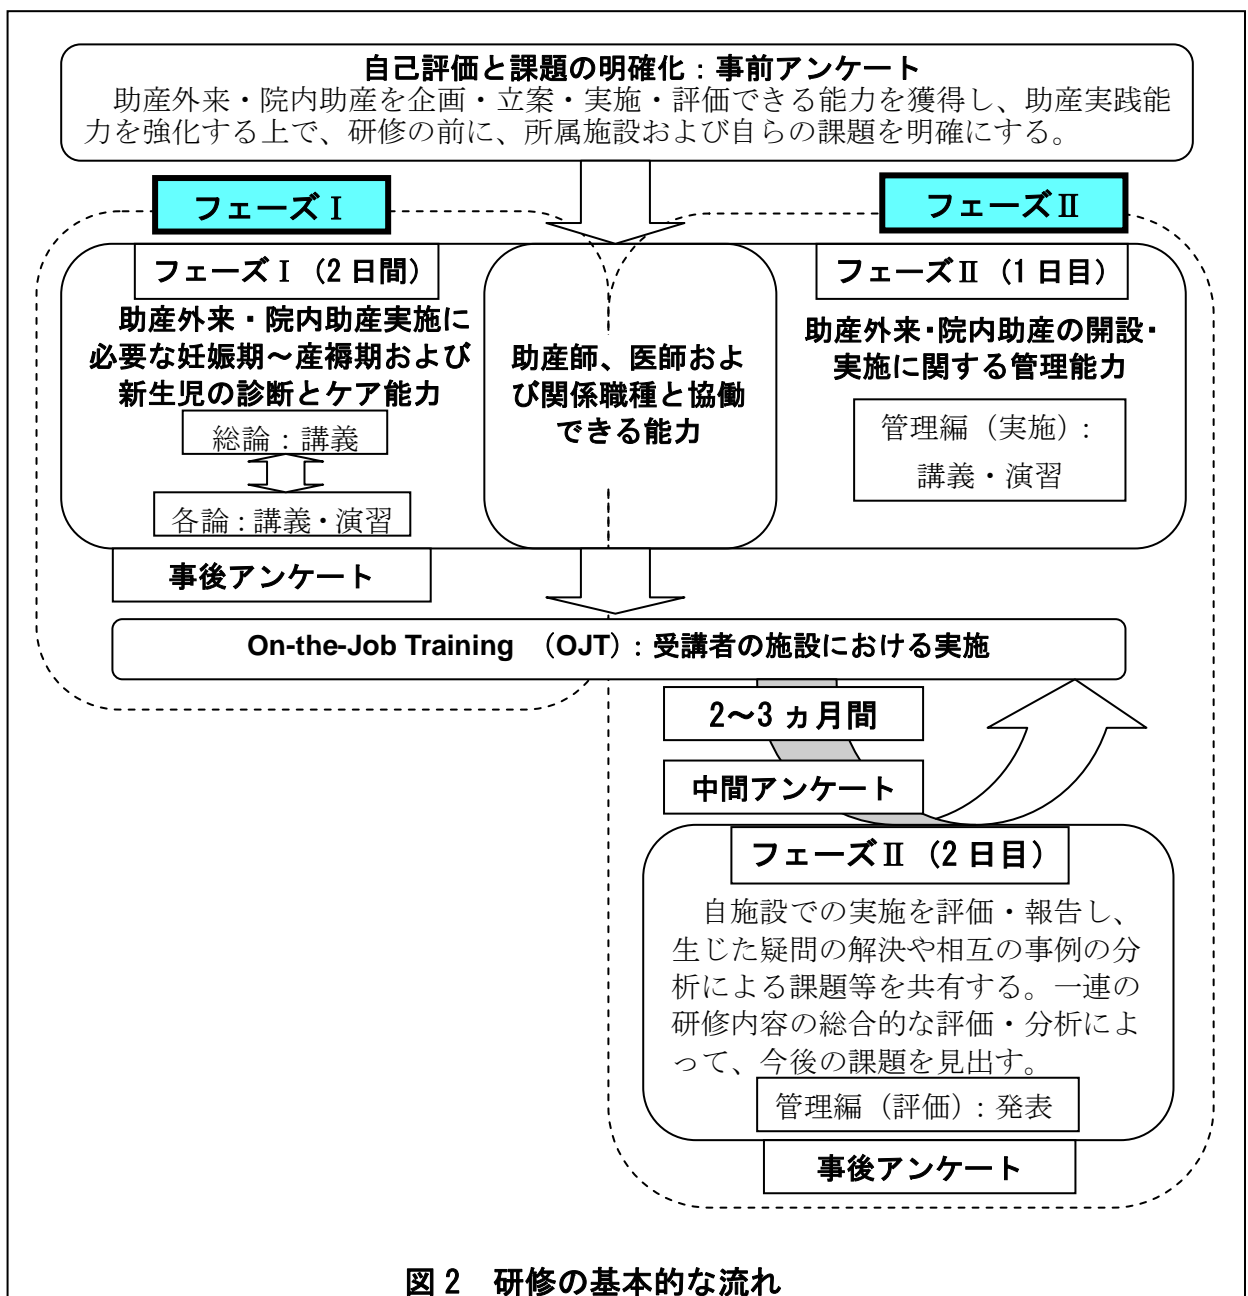 自己評価と課題の明確化：事前アンケート
助産外来・院内助産を企画・立案・実施・評価できる能力を獲得し、助産実践能
力を強化する上で、研修の前に、所属施設および自らの課題を明確にする。
フェーズⅠ
フェーズⅡ
フェーズⅠ（2日間）
助産外来・院内助産実施に
必要な妊娠期～産褥期および
新生児の診断とケア能力
総論：講義
各論：講義・演習
事後アンケート
助産師、医師およ
び関係職種と協働
できる能力
フェーズⅡ（1日目）
助産外来・院内助産の開設・
実施に関する管理能力
管理編（実施）：
講義・演習
On-the-Job Training （OJT）：受講者の施設における実施
2～3ヵ月間
中間アンケート
フェーズⅡ（2日目）
自施設での実施を評価・報告し、
生じた疑問の解決や相互の事例の分
析による課題等を共有する。一連の
研修内容の総合的な評価・分析によ
って、今後の課題を見出す。
管理編（評価）：発表
事後アンケート
図2 研修の基本的な流れ